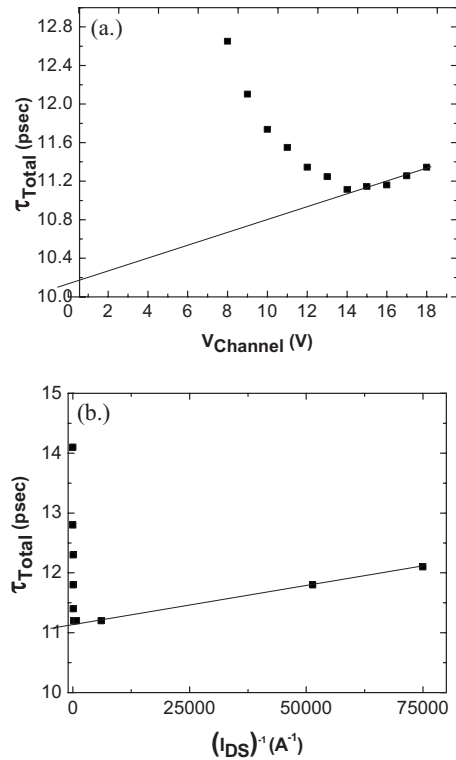 (a.)
12.8
12.4
12.0
11.6
11.2
10.8
10.4
10.0
τTotal (psec)
0 2 4 6 8 10 12 14 16 18
VChannel (V)
(b.)
15
14
13
12
11
10
τTotal (psec)
0 25000 50000 75000
(IDS)-1 (A-1)